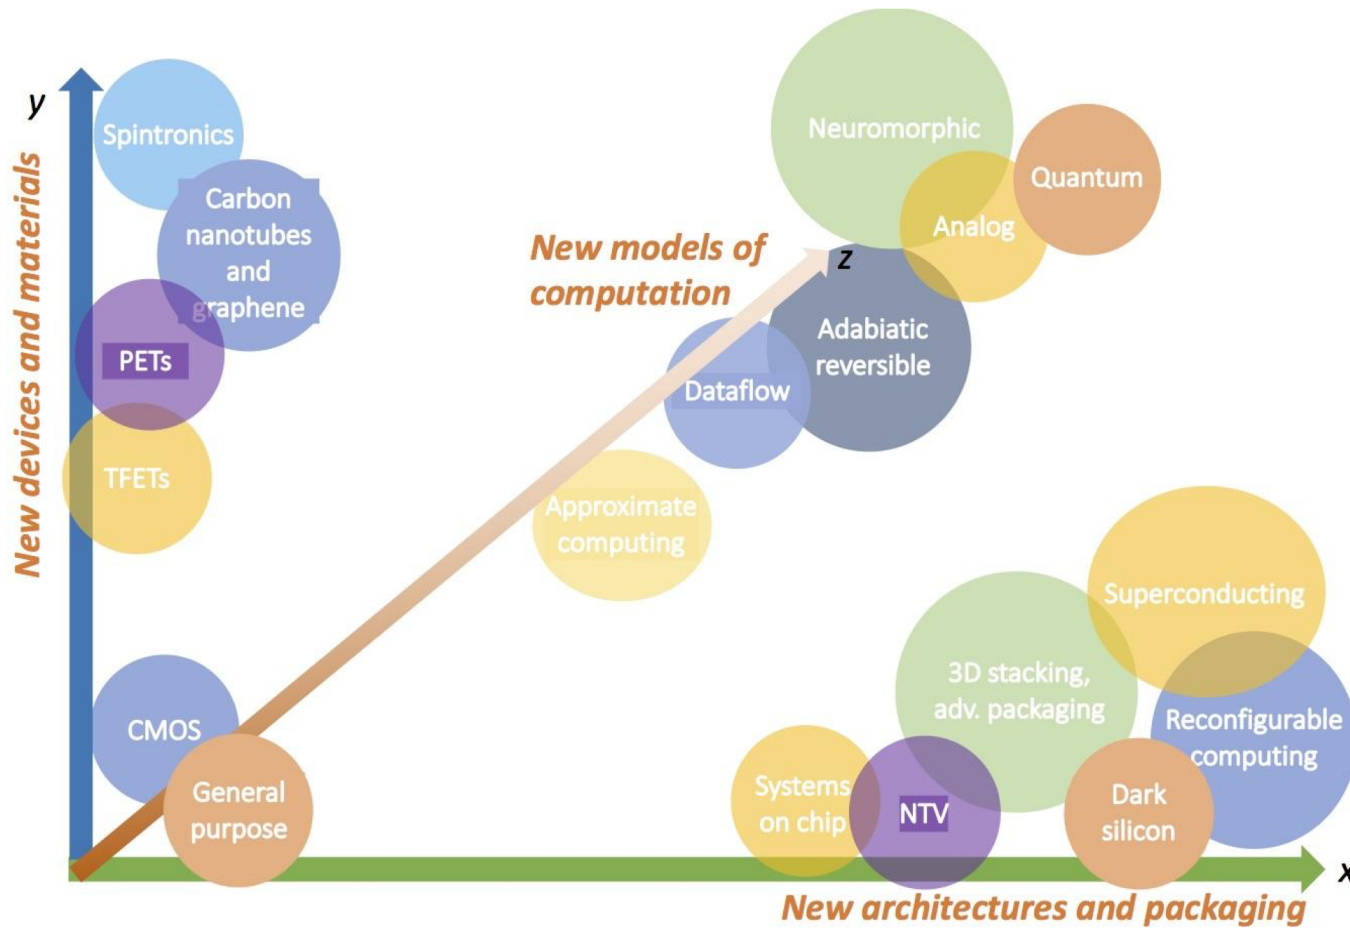 y
New devices and materials
Spintronics
Carbon
nanotubes
and
graphene
PETs
TFETs
CMOS
General
purpose
New models of
computation
z
Neuromorphic
Quantum
Analog
Adabiatic
reversible
Dataflow
Approximate
computing
Superconducting
3D stacking,
adv. packaging
Reconfigurable
computing
Systems
on chip
NTV
Dark
silicon
x
New architectures and packaging